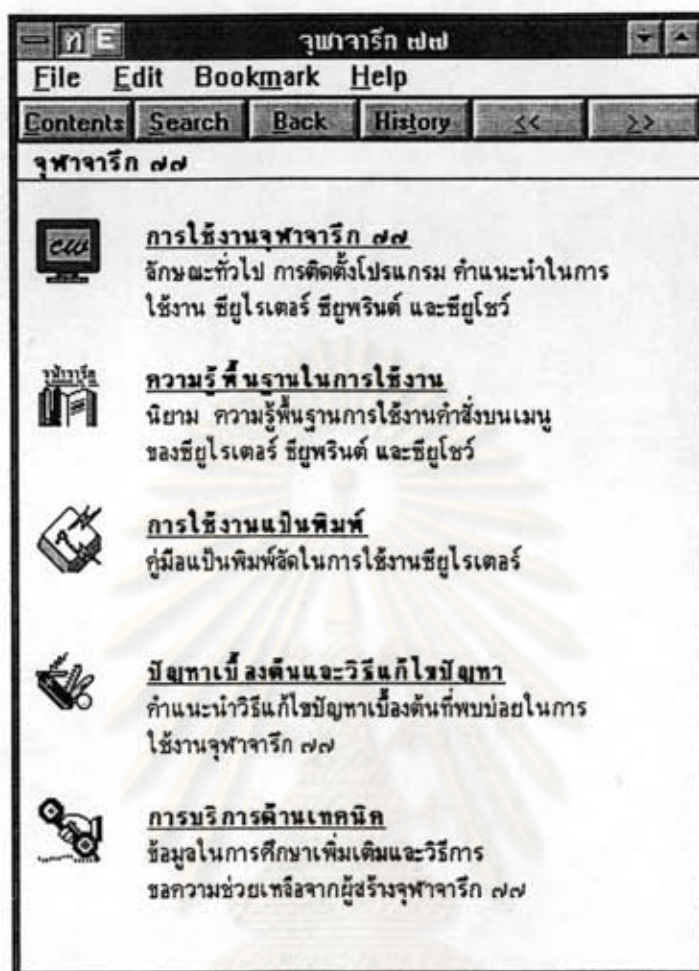 ก E จุฬาจารึก ๗๗
File Edit Bookmark Help
Contents Search Back History << >>
จุฬาจารึก ๗๗
cw
การใช้งานจุฬาจารึก ๗๗
ลักษณะทั่วไป การติดตั้งโปรแกรม คำแนะนำในการ
ใช้งาน ซียูไรเตอร์ ซียูพรินต์ และซียูโชว์
จุฬาจารึก
ความรู้พื้นฐานในการใช้งาน
นิยาม ความรู้พื้นฐานการใช้งานคำสั่งบนเมนู
ของซียูไรเตอร์ ซียูพรินต์ และซียูโชว์
การใช้งานแป้นพิมพ์
คู่มือแป้นพิมพ์ลัดในการใช้งานซียูไรเตอร์
ปัญหาเบื้องต้นและวิธีแก้ไขปัญหา
คำแนะนำวิธีแก้ไขปัญหาเบื้องต้นที่พบบ่อยในการ
ใช้งานจุฬาจารึก ๗๗
การบริการด้านเทคนิค
ข้อมูลในการศึกษาเพิ่มเติมและวิธีการ
ขอความช่วยเหลือจากผู้สร้างจุฬาจารึก ๗๗